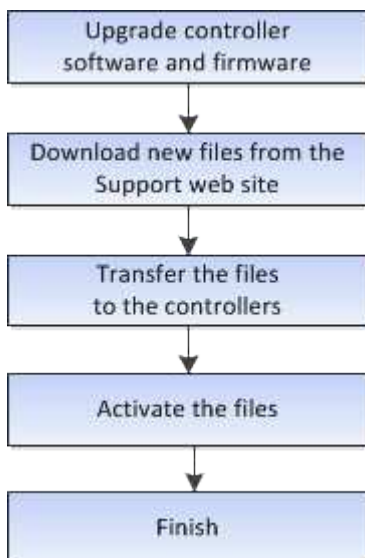 Upgrade controller
software and firmware
Download new files from the
Support web site
Transfer the files
to the controllers
Activate the files
Finish